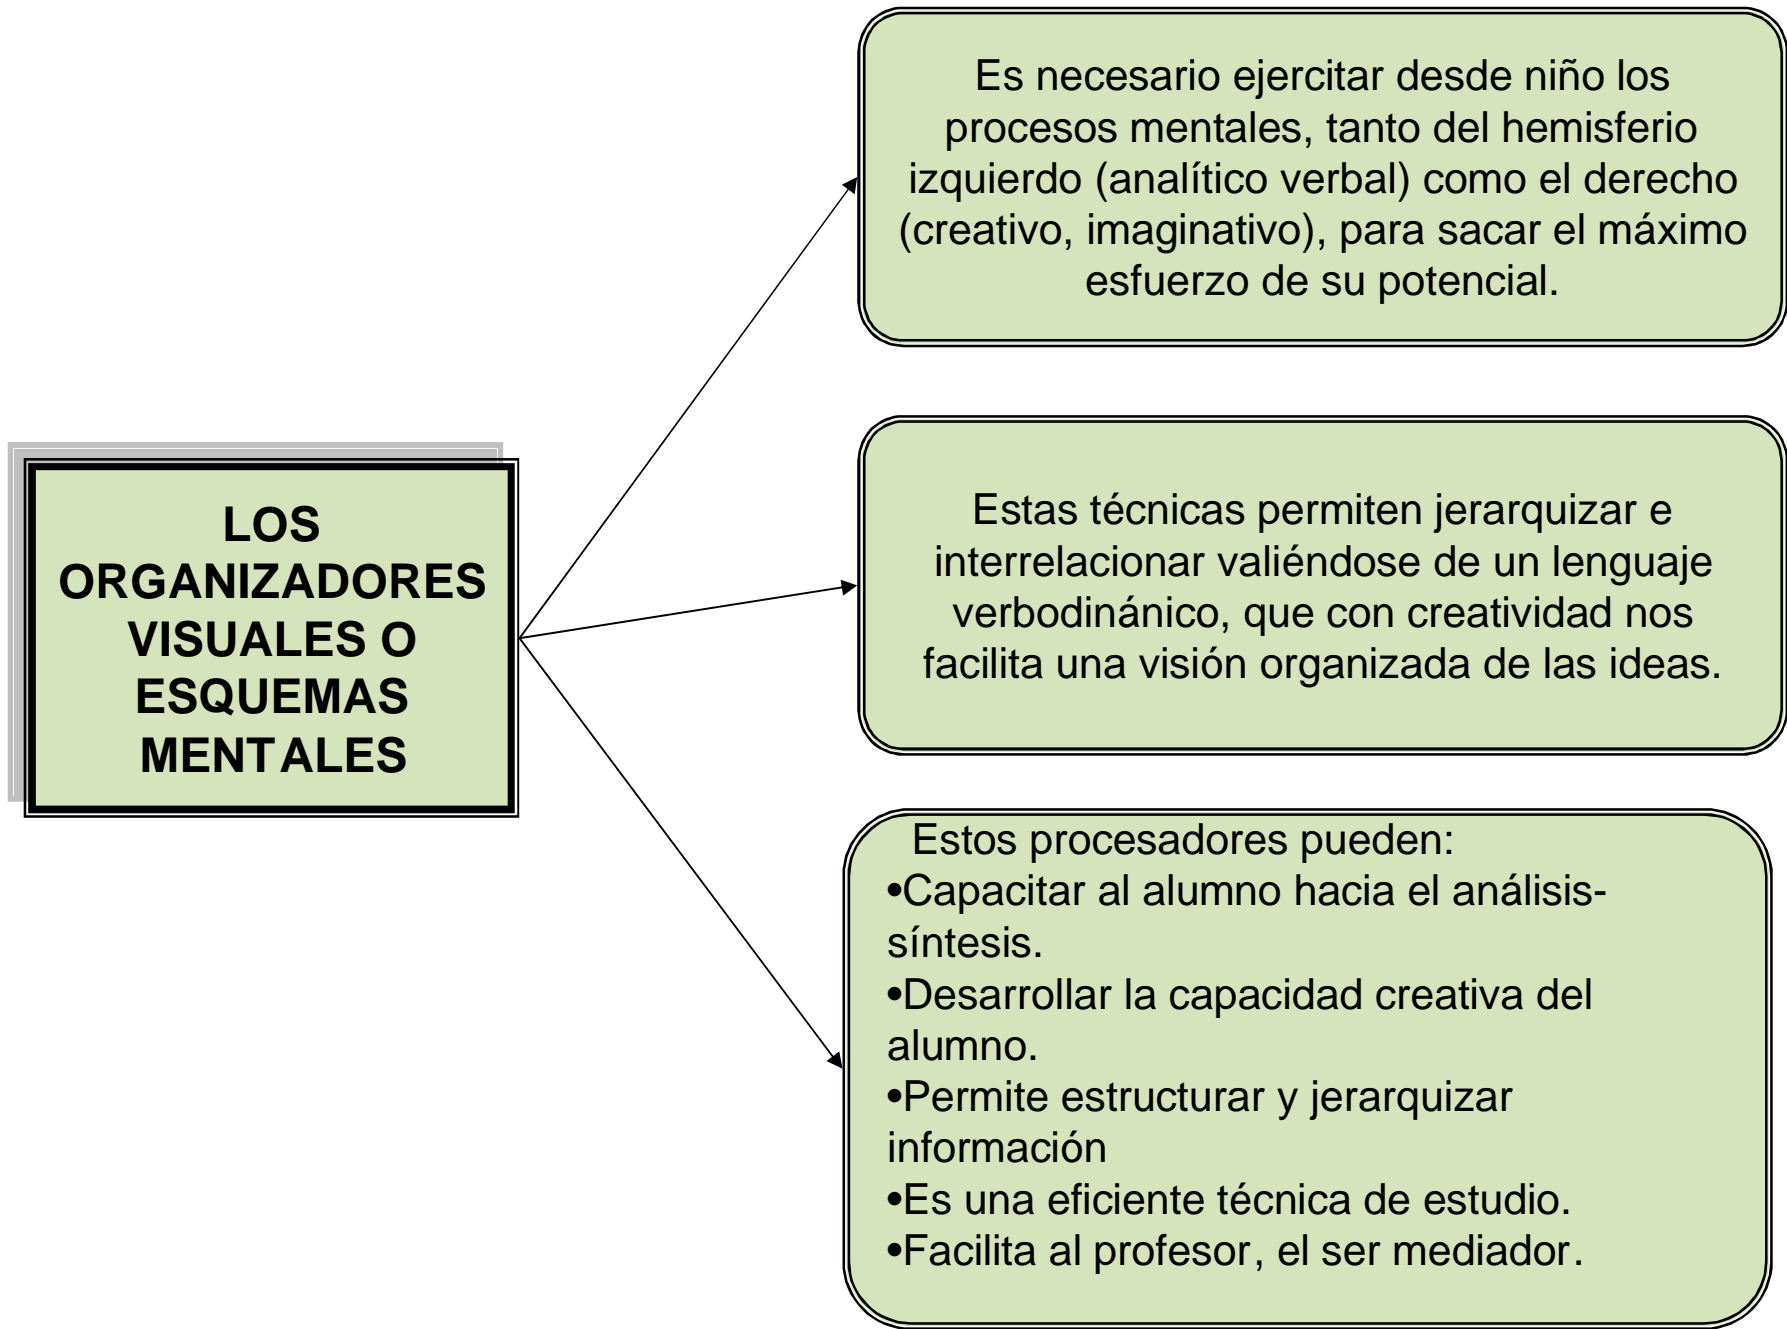 LOS
ORGANIZADORES
VISUALES O
ESQUEMAS
MENTALES
Es necesario ejercitar desde niño los
procesos mentales, tanto del hemisferio
izquierdo (analítico verbal) como el derecho
(creativo, imaginativo), para sacar el máximo
esfuerzo de su potencial.
Estas técnicas permiten jerarquizar e
interrelacionar valiéndose de un lenguaje
verbodinánico, que con creatividad nos
facilita una visión organizada de las ideas.
Estos procesadores pueden:
•Capacitar al alumno hacia el análisis-
síntesis.
•Desarrollar la capacidad creativa del
alumno.
•Permite estructurar y jerarquizar
información
•Es una eficiente técnica de estudio.
•Facilita al profesor, el ser mediador.